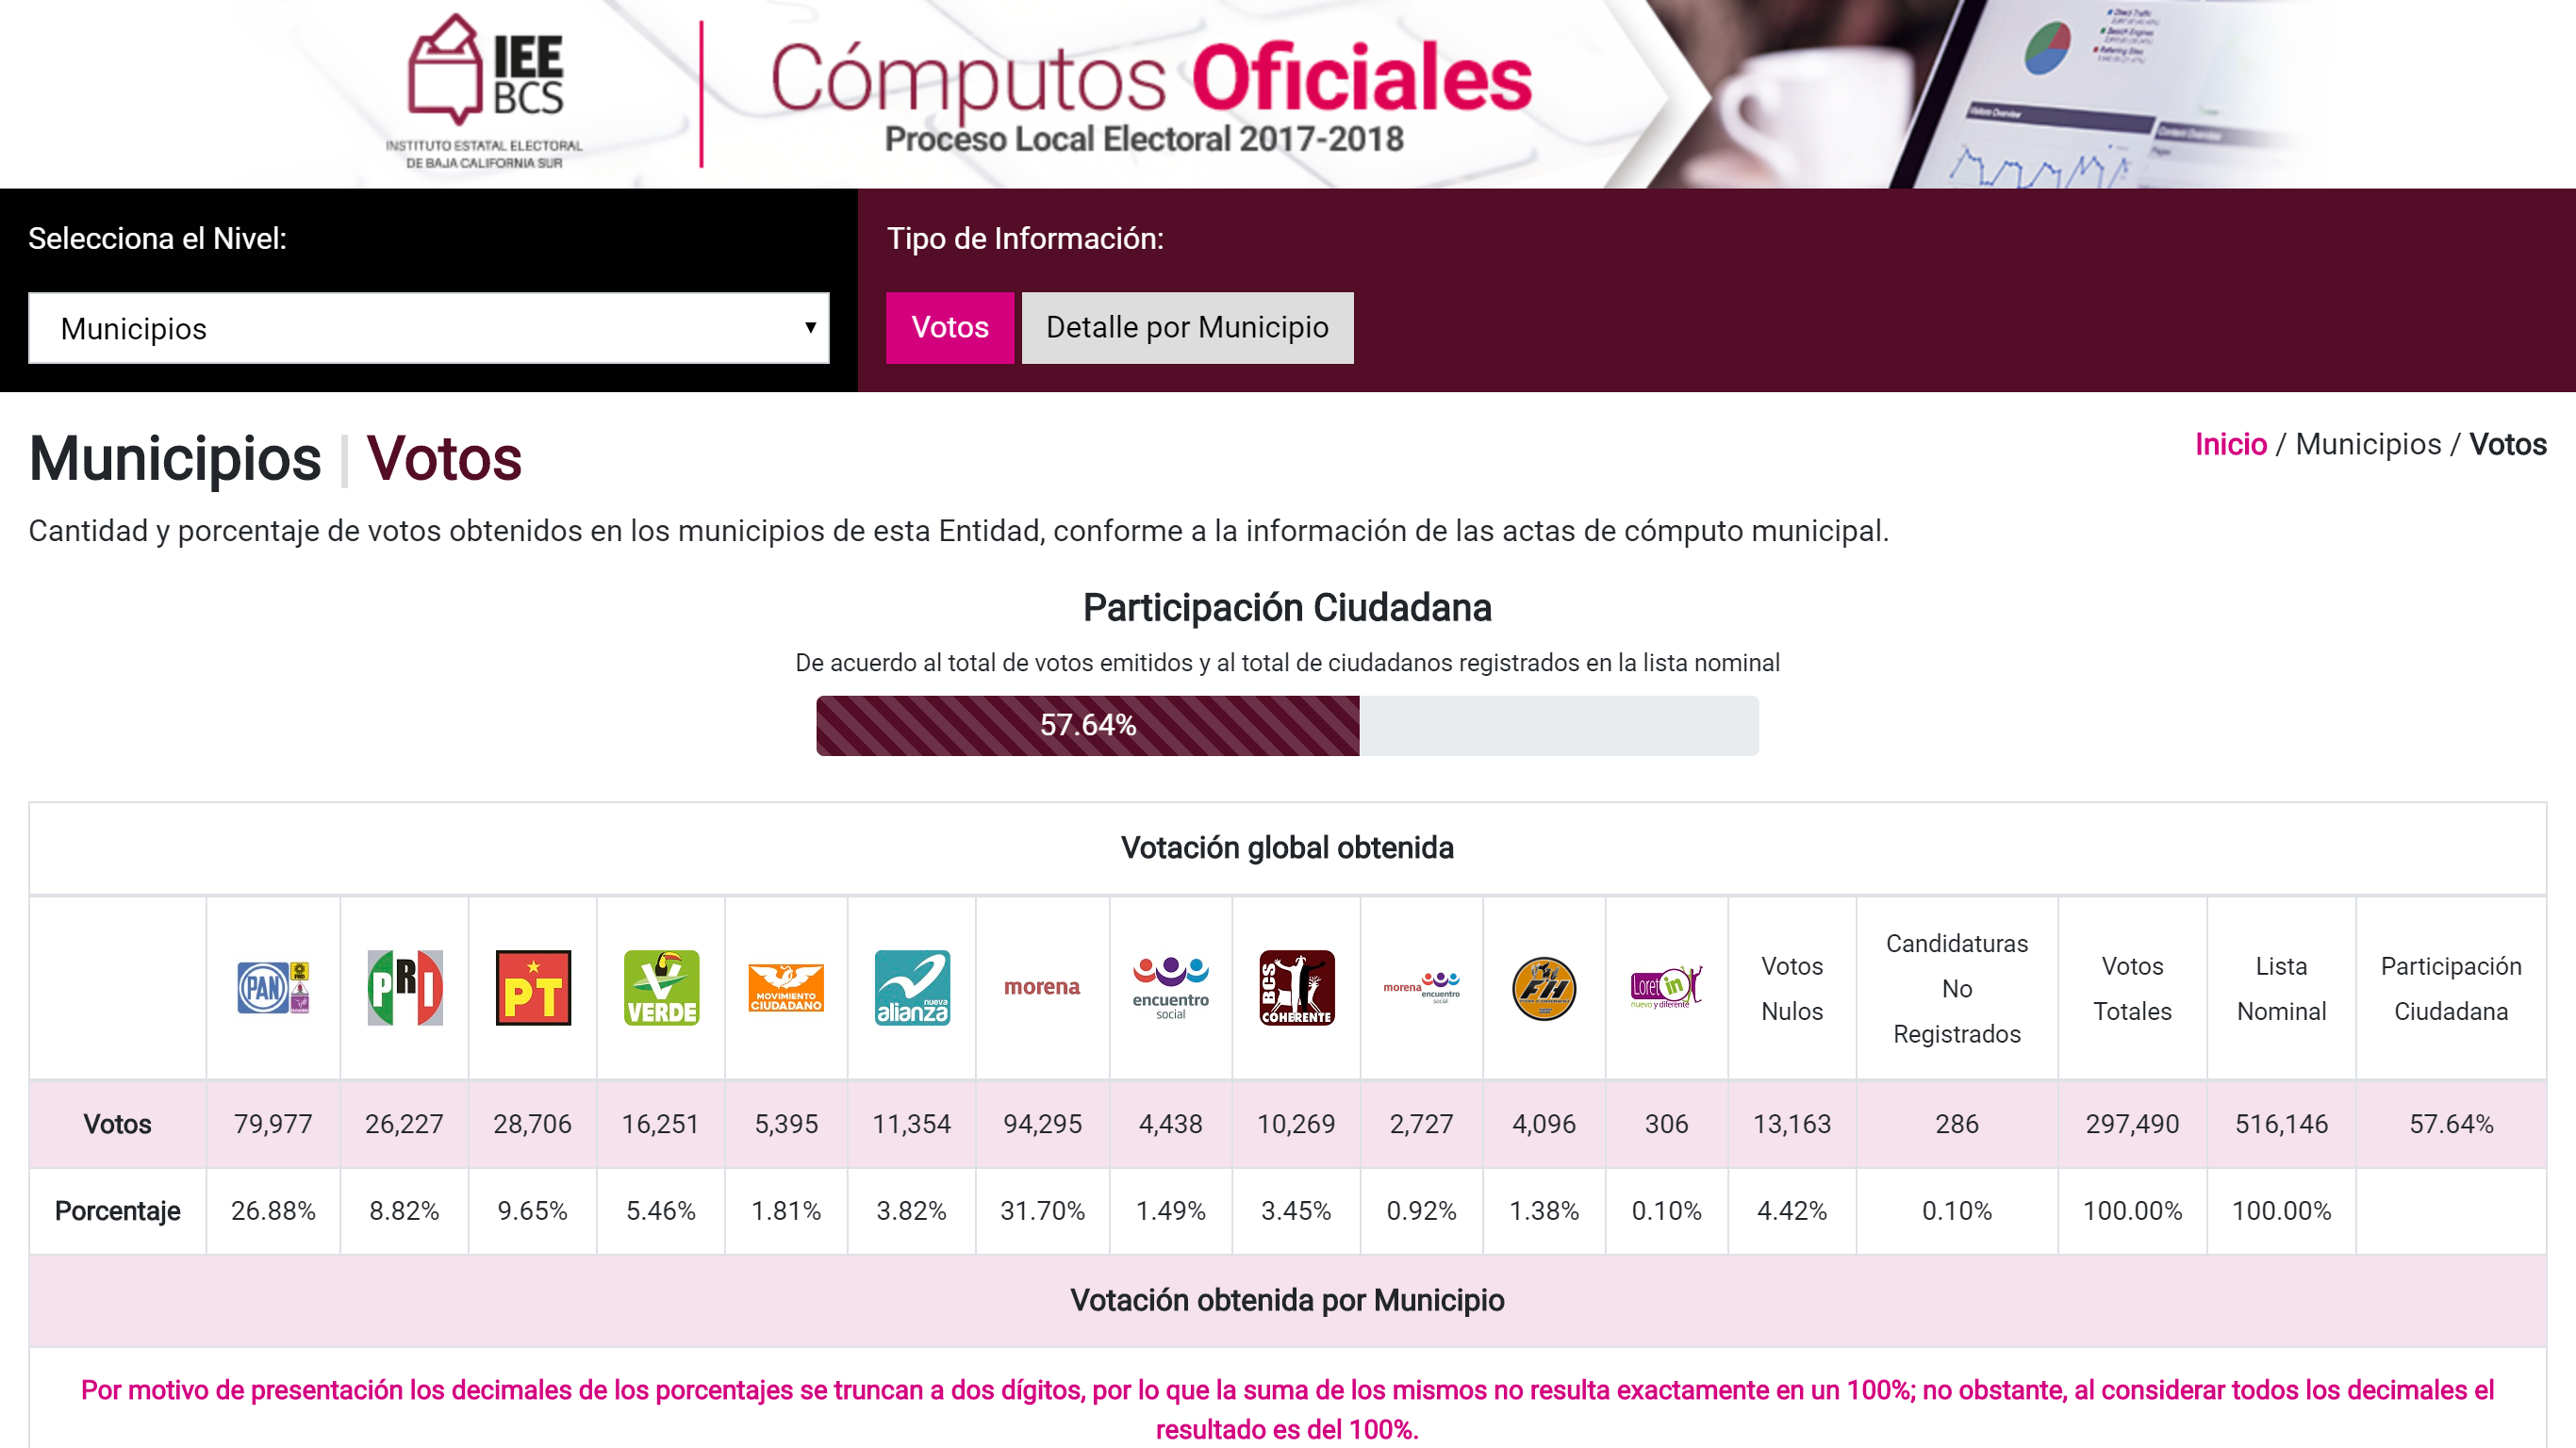 IEE
BCS
INSTITUTO ESTATAL ELECTORAL
DE BAJA CALIFORNIA SUR
Cómputos Oficiales
Proceso Local Electoral 2017-2018
Direct Traffic
Search Engines
Referring Sites
Visitors Overview
Content Overview
Selecciona el Nivel:
Municipios
Tipo de Información:
Votos Detalle por Municipio
Municipios | Votos
Inicio / Municipios / Votos
Cantidad y porcentaje de votos obtenidos en los municipios de esta Entidad, conforme a la información de las actas de cómputo municipal.
Participación Ciudadana
De acuerdo al total de votos emitidos y al total de ciudadanos registrados en la lista nominal
57.64%
Votación global obtenida
PAN PRD PRI PT VERDE MOVIMIENTO CIUDADANO nueva alianza morena encuentro social BCS COHERENTE morena encuentro social FH Loret in nuevo y diferente Votos Nulos Candidaturas No Registrados Votos Totales Lista Nominal Participación Ciudadana
Votos 79,977 26,227 28,706 16,251 5,395 11,354 94,295 4,438 10,269 2,727 4,096 306 13,163 286 297,490 516,146 57.64%
Porcentaje 26.88% 8.82% 9.65% 5.46% 1.81% 3.82% 31.70% 1.49% 3.45% 0.92% 1.38% 0.10% 4.42% 0.10% 100.00% 100.00%
Votación obtenida por Municipio
Por motivo de presentación los decimales de los porcentajes se truncan a dos dígitos, por lo que la suma de los mismos no resulta exactamente en un 100%; no obstante, al considerar todos los decimales el
resultado es del 100%.